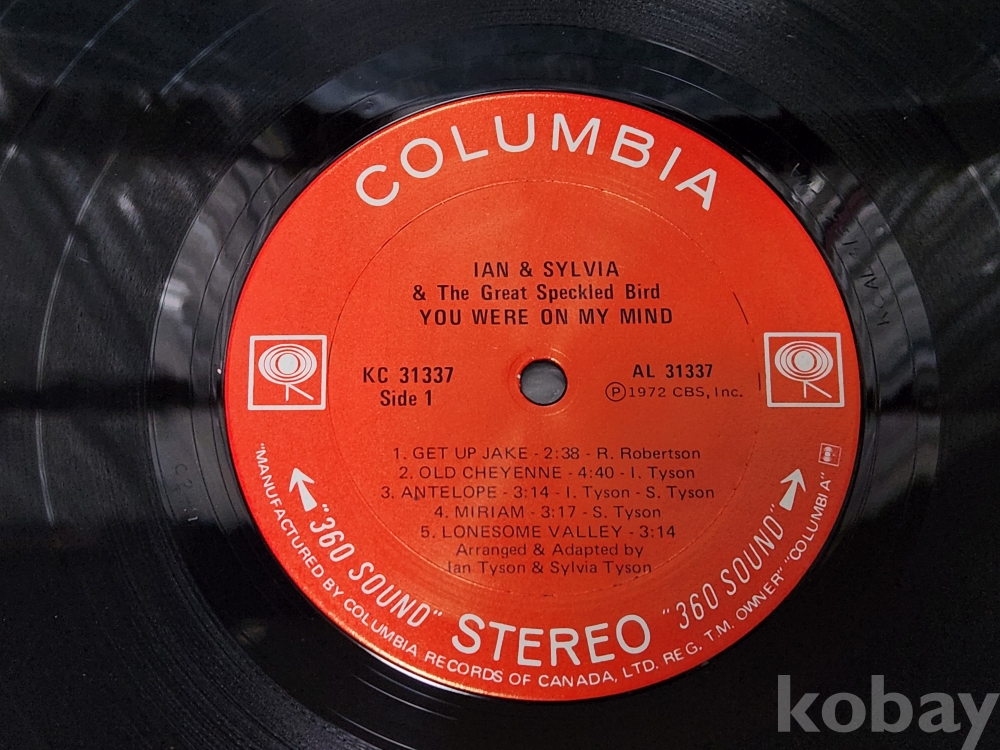 COLUMBIA
IAN & SYLVIA
& The Great Speckled Bird
YOU WERE ON MY MIND
KC 31337
Side 1
AL 31337
Ⓟ1972 CBS, Inc.
1. GET UP JAKE - 2:38 - R. Robertson
2. OLD CHEYENNE - 4:40 - I. Tyson
3. ANTELOPE - 3:14 - I. Tyson - S. Tyson
4. MIRIAM - 3:17 - S. Tyson
5. LONESOME VALLEY - 3:14
Arranged & Adapted by
Ian Tyson & Sylvia Tyson
"360 SOUND" STEREO "360 SOUND"
"MANUFACTURED BY COLUMBIA RECORDS OF CANADA, LTD. REG. T.M. OWNER" "COLUMBIA"
kobay